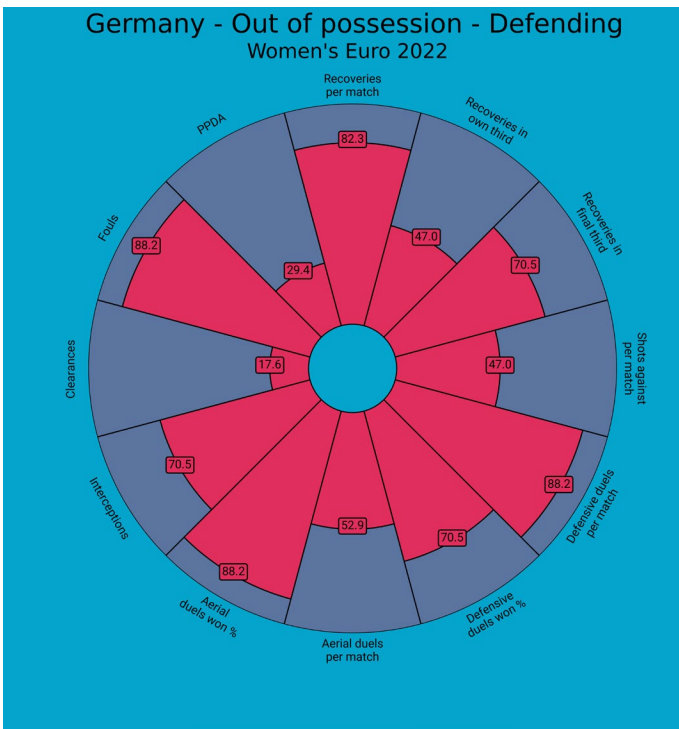 Germany - Out of possession - Defending
Women's Euro 2022
Recoveries
per match
82.3
Recoveries in
own third
47.0
Recoveries in
final third
70.5
Shots against
per match
47.0
Defensive duels
per match
88.2
Defensive
duels won %
70.5
Aerial duels
per match
52.9
Aerial
duels won %
88.2
Interceptions
70.5
Clearances
17.6
Fouls
88.2
PPDA
29.4